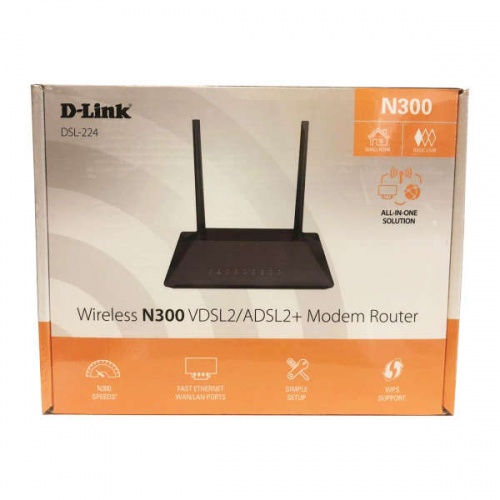 D-Link
DSL-224
N300
ALL-IN-ONE
SOLUTION
Wireless N300 VDSL2/ADSL2+ Modem Router
N300
SPEEDS
FAST ETHERNET
WAN/LAN PORTS
SIMPLE
SETUP
WPS
SUPPORT